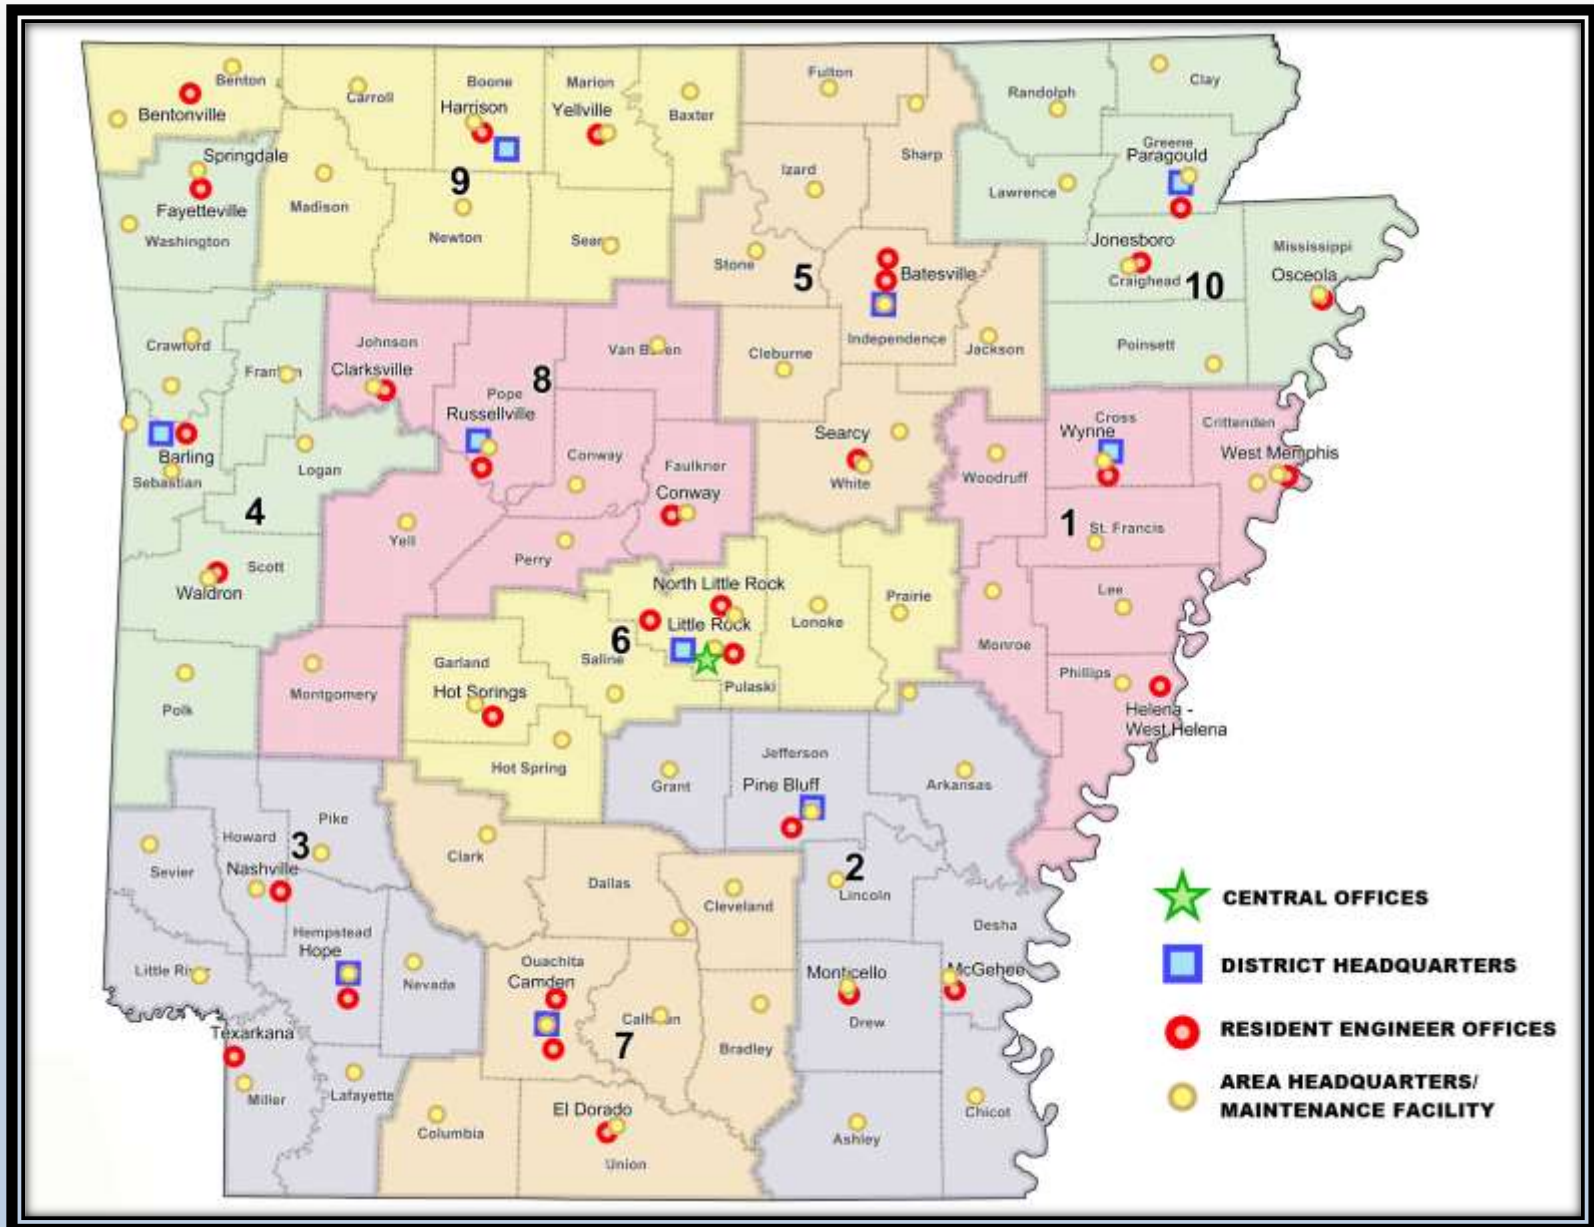 Benton
Bentonville
Carroll
Boone
Harrison
Marion
Yellville
Baxter
Fulton
Sharp
Randolph
Clay
Greene
Paragould
Lawrence
Springdale
Fayetteville
Washington
Madison
9
Newton
Izard
Stone
5
Batesville
Independence
Jackson
Jonesboro
Craighead
10
Mississippi
Osceola
Poinsett
Crawford
Johnson
Clarksville
8
Pope
Russellville
Cleburne
Barling
Sebastian
Logan
4
Conway
Faulkner
Conway
Searcy
White
Woodruff
Cross
Wynne
Crittenden
West Memphis
1
St. Francis
Yell
Perry
Scott
Waldron
North Little Rock
Little Rock
6
Saline
Pulaski
Lonoke
Prairie
Monroe
Lee
Phillips
Helena -
West Helena
Garland
Hot Springs
Hot Spring
Montgomery
Polk
Grant
Jefferson
Pine Bluff
Arkansas
Pike
Howard
3
Nashville
Sevier
Clark
Dallas
Cleveland
2
Lincoln
Desha
Hempstead
Hope
Nevada
Ouachita
Camden
7
Bradley
Monticello
Drew
McGehee
Texarkana
Miller
Lafayette
Columbia
El Dorado
Union
Ashley
Chicot
CENTRAL OFFICES
DISTRICT HEADQUARTERS
RESIDENT ENGINEER OFFICES
AREA HEADQUARTERS/
MAINTENANCE FACILITY